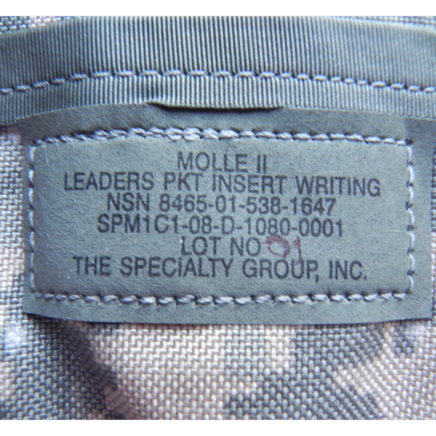 MOLLE II
LEADERS PKT INSERT WRITING
NSN 8465-01-538-1647
SPM1C1-08-D-1080-0001
LOT NO 01
THE SPECIALTY GROUP, INC.